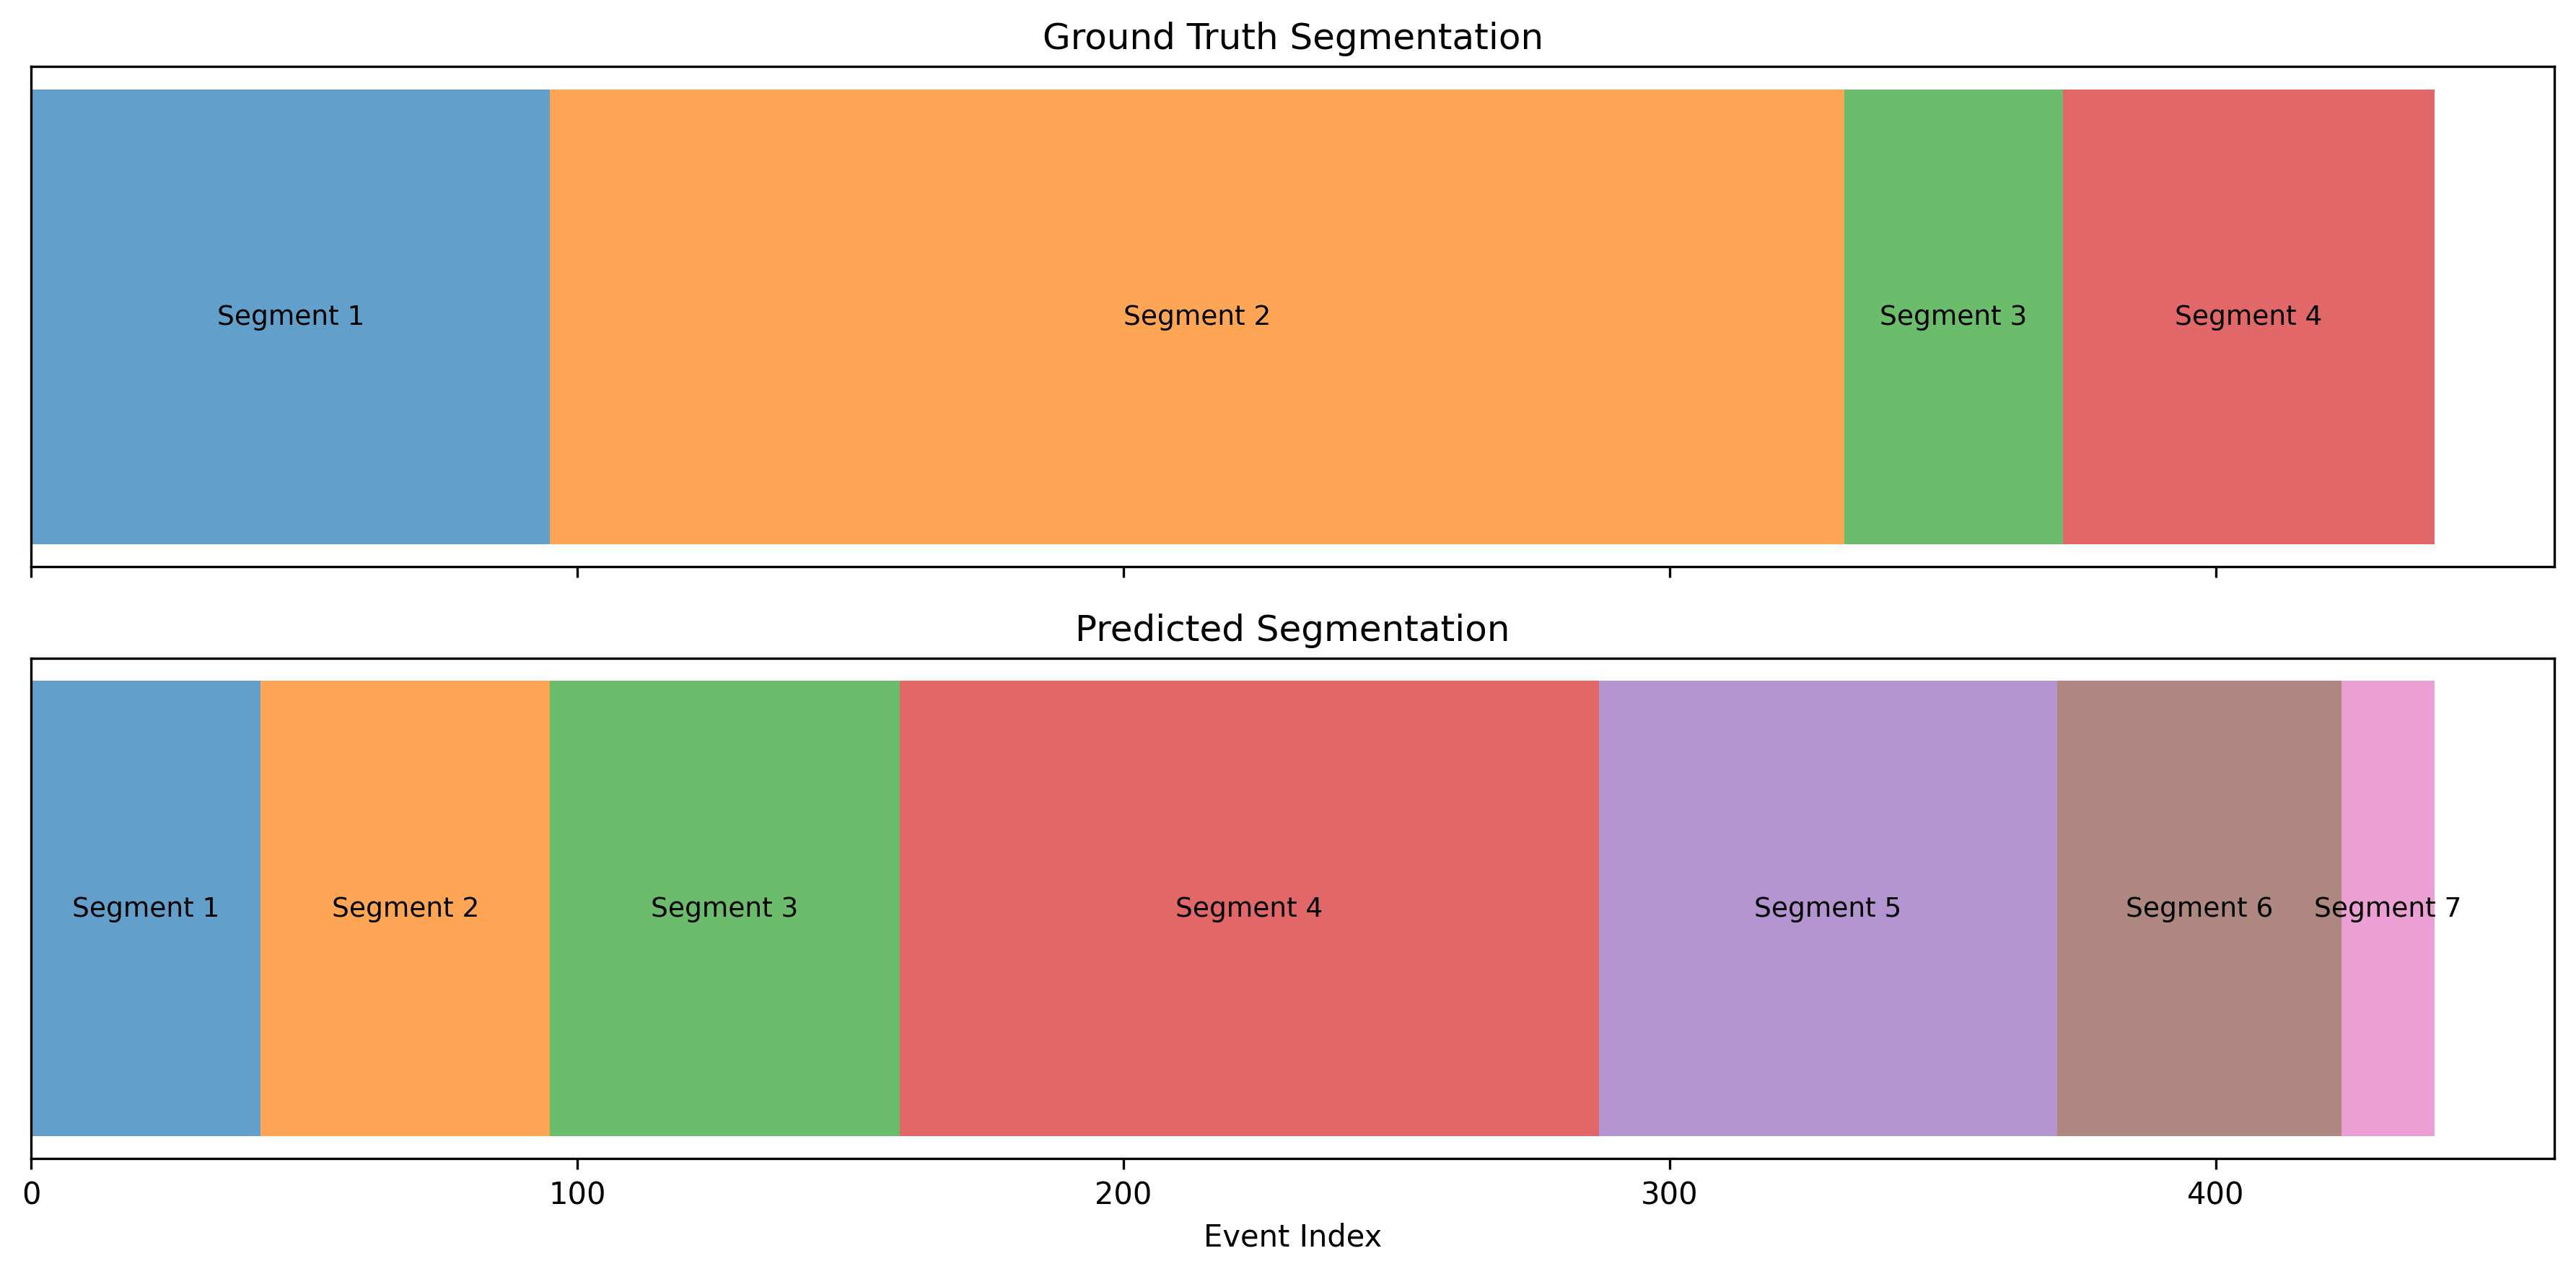 Ground Truth Segmentation
Segment 1
Segment 2
Segment 3
Segment 4
Predicted Segmentation
Segment 1
Segment 2
Segment 3
Segment 4
Segment 5
Segment 6
Segment 7
0
100
200
300
400
Event Index